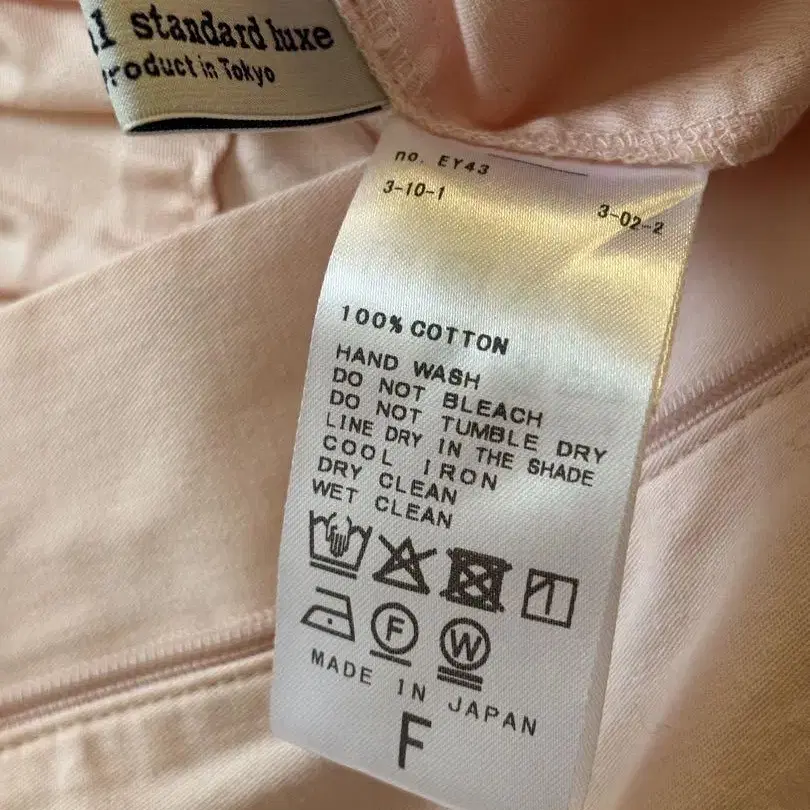 standard luxe
product in Tokyo
no. EY43
3-10-1
3-02-2
100% COTTON
HAND WASH
DO NOT BLEACH
DO NOT TUMBLE DRY
LINE DRY IN THE SHADE
COOL IRON
DRY CLEAN
WET CLEAN
F
W
MADE IN JAPAN
F